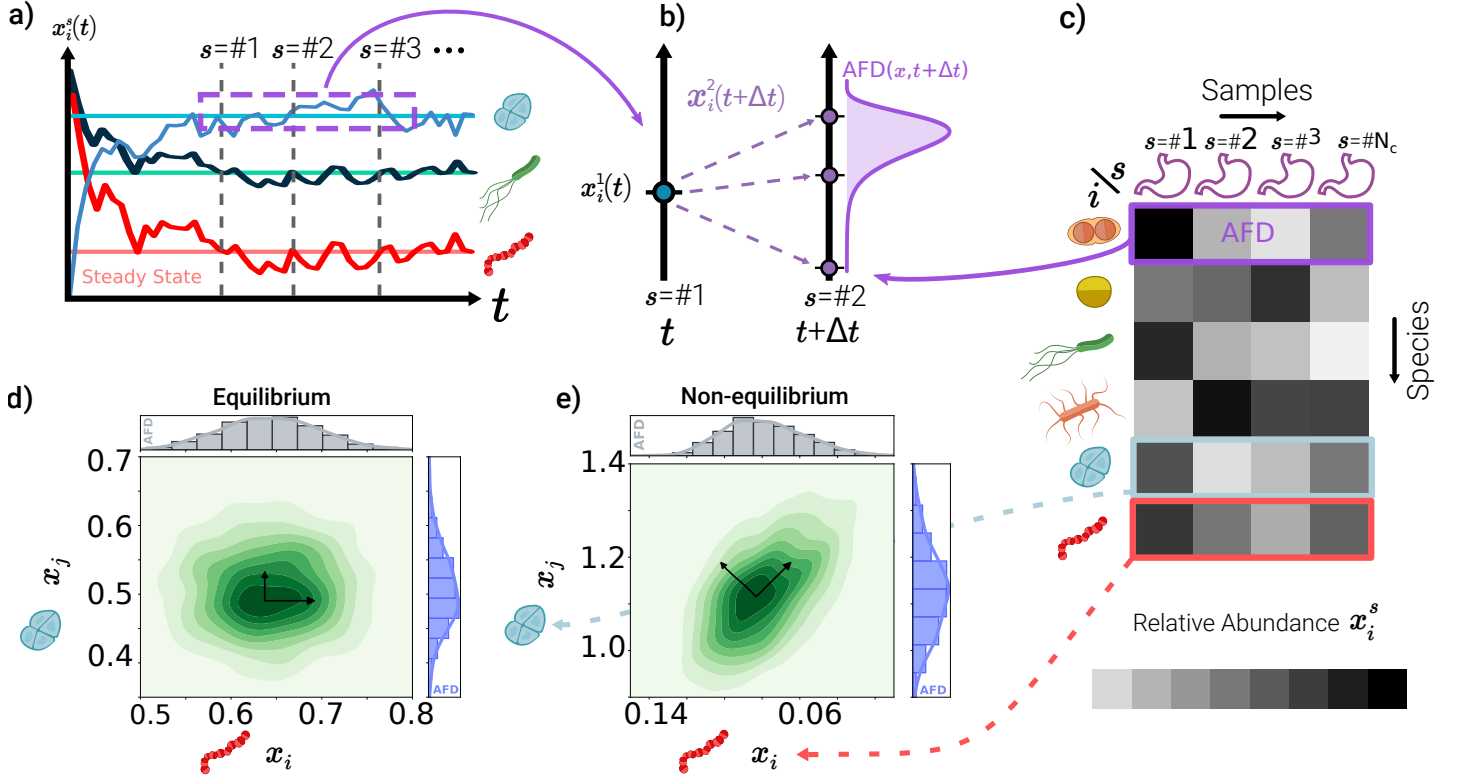 a)
x_i^s(t)
s=#1 s=#2 s=#3 •••
Steady State
t
b)
AFD(x,t+Δt)
x_i^2(t+Δt)
x_i^1(t)
s=#1 s=#2
t t+Δt
c)
Samples
s=#1 s=#2 s=#3 s=#N_c
i/s
AFD
Species
Relative Abundance x_i^s
d)
Equilibrium
AFD
0.7
0.6
0.5
0.4
x_j
AFD
0.5 0.6 0.7 0.8
x_i
e)
Non-equilibrium
AFD
1.4
1.2
1.0
x_j
AFD
0.14 0.06
x_i